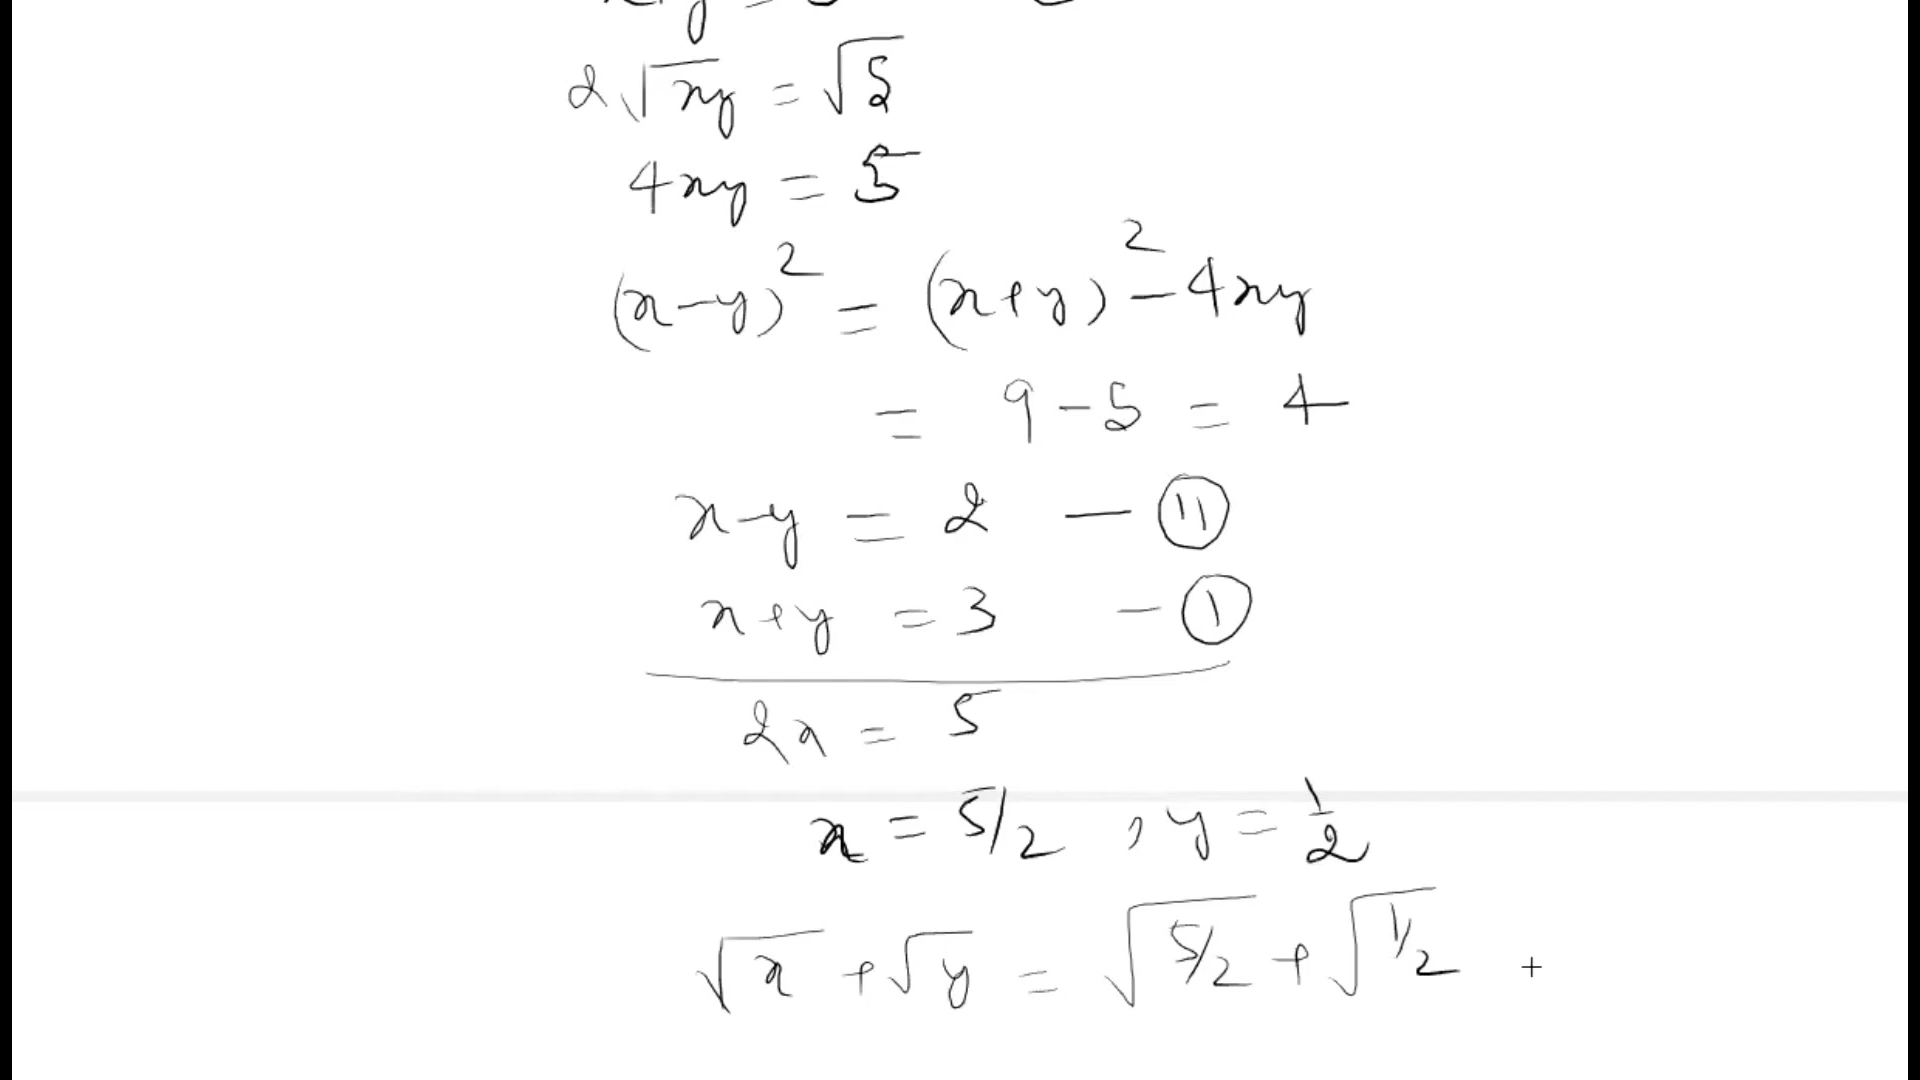 2√xy = √5
4xy = 5
(x-y)² = (x+y)² - 4xy
= 9 - 5 = 4
x-y = 2 — (11)
x+y = 3 - (1)
2x = 5
x = 5/2 , y = 1/2
√x + √y = √5/2 + √1/2